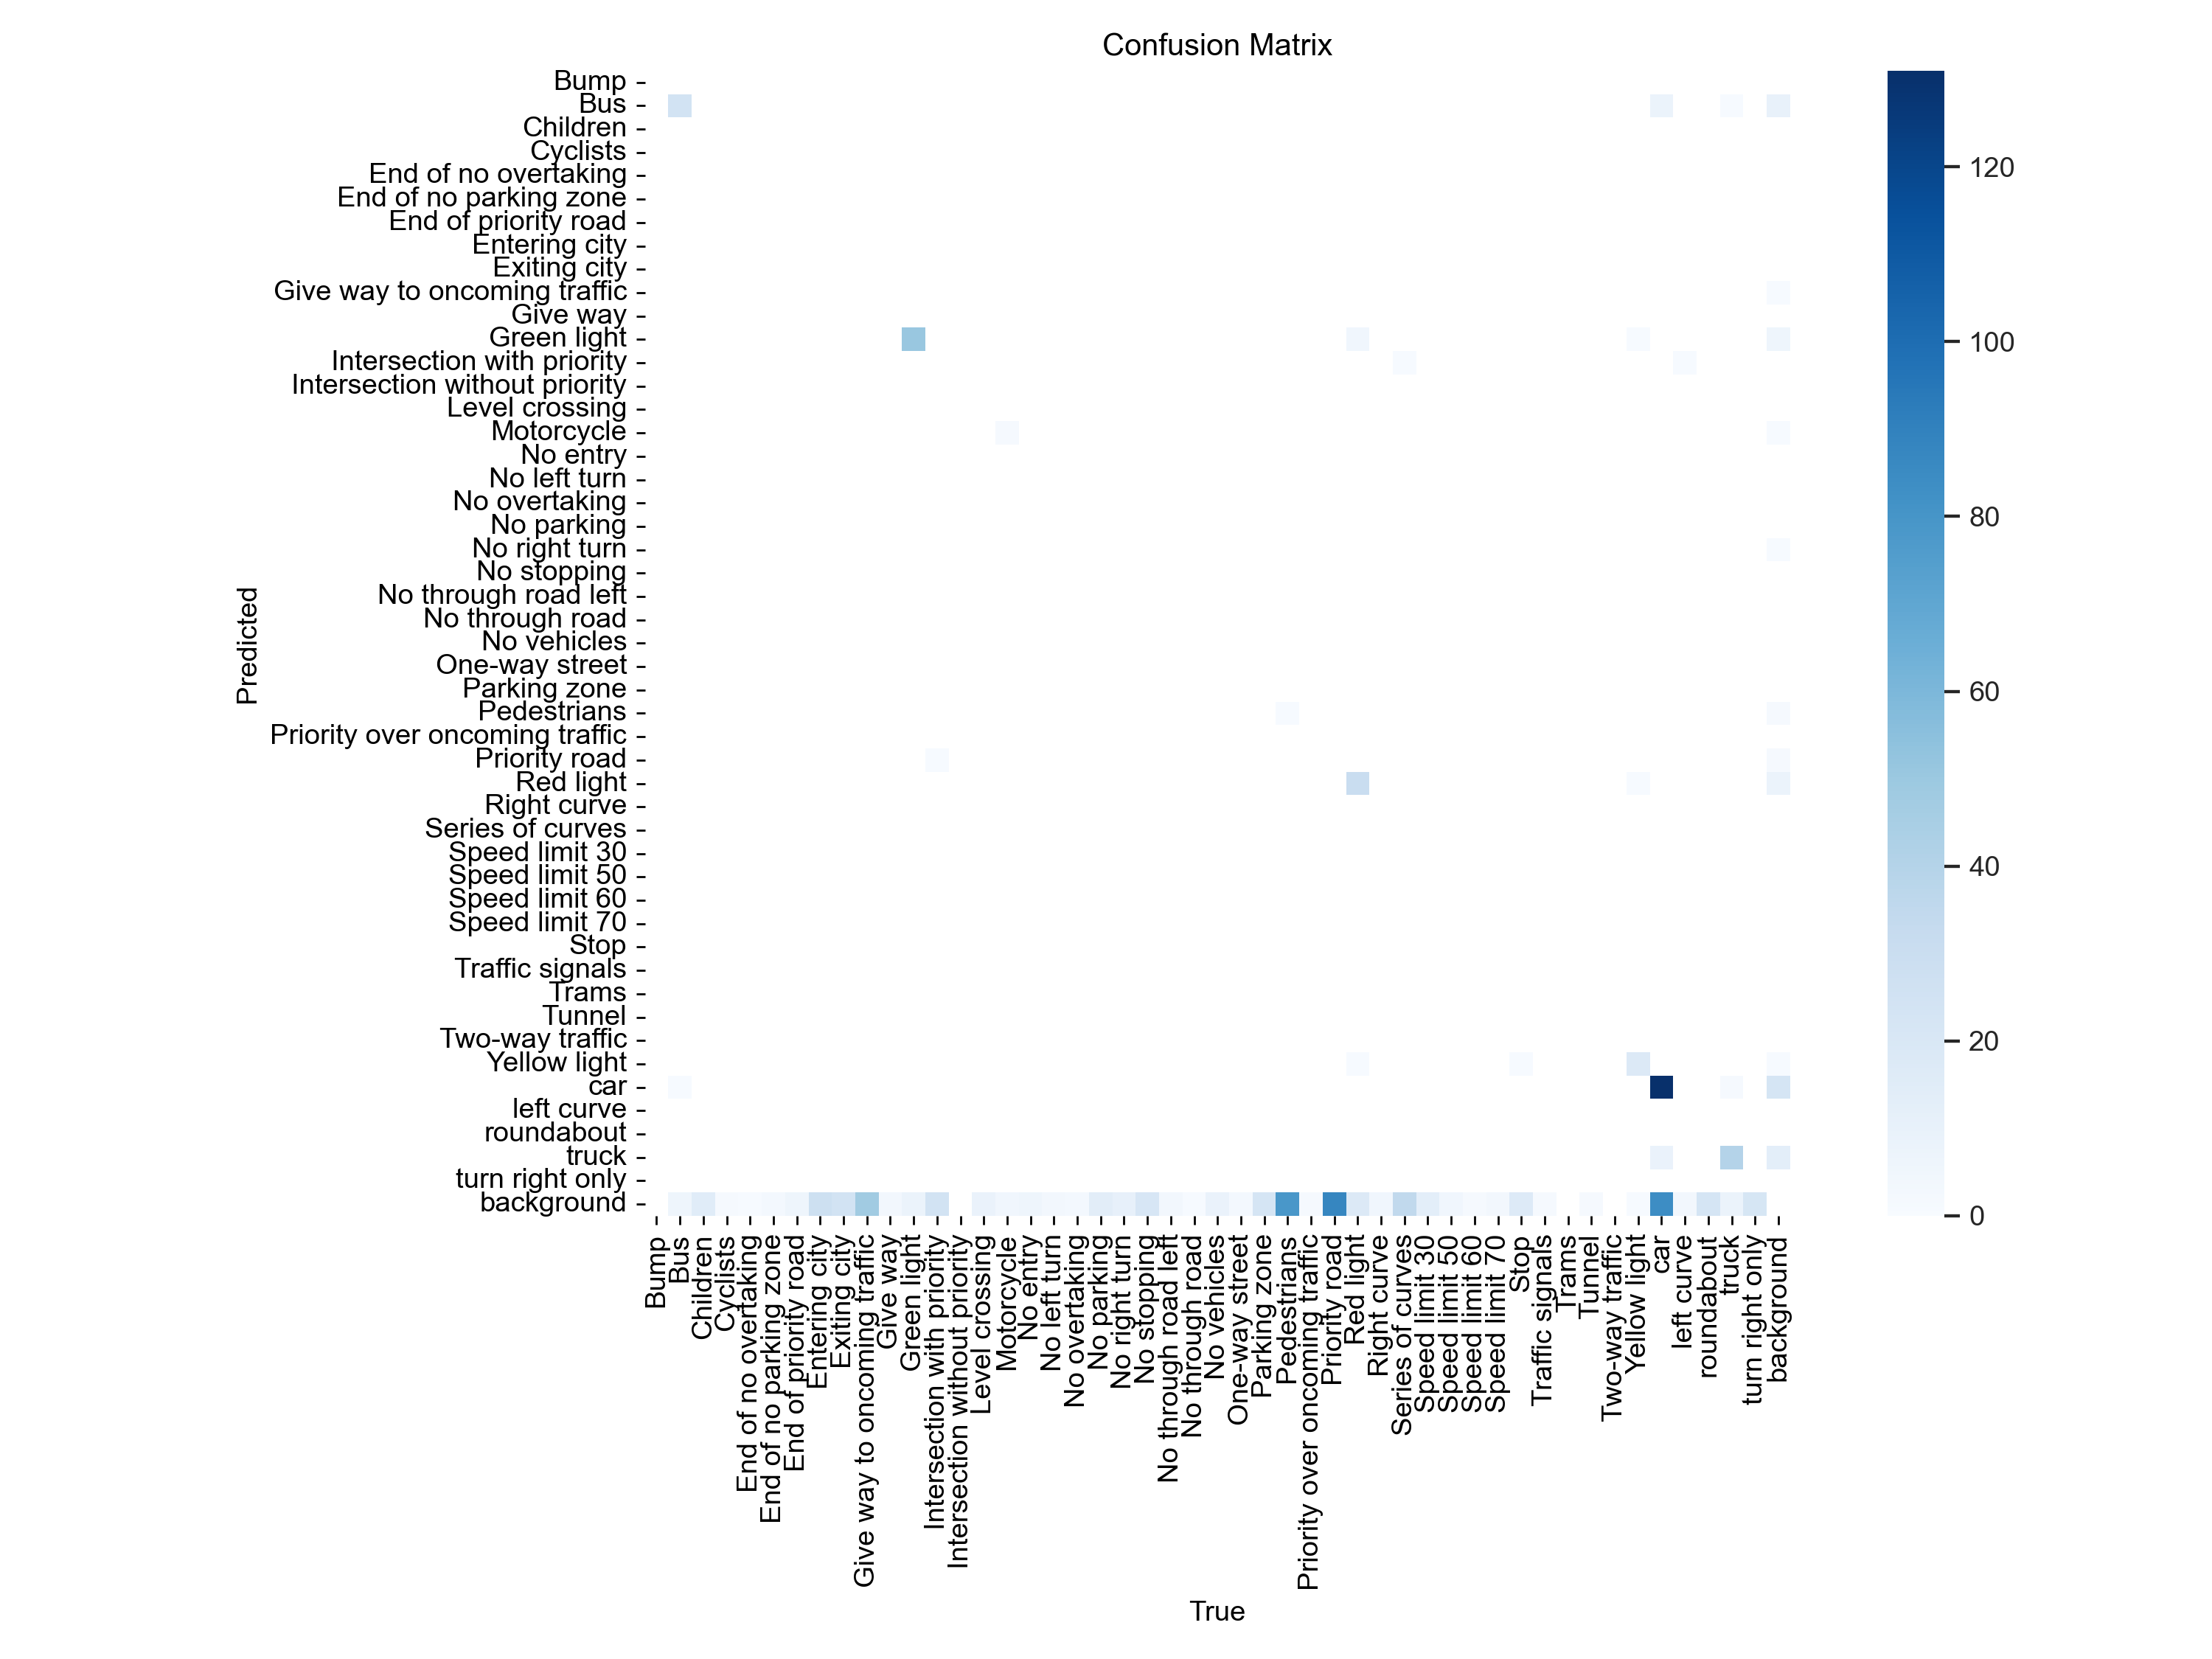 Confusion Matrix
Bump
Bus
Children
Cyclists
End of no overtaking
End of no parking zone
End of priority road
Entering city
Exiting city
Give way to oncoming traffic
Give way
Green light
Intersection with priority
Intersection without priority
Level crossing
Motorcycle
No entry
No left turn
No overtaking
No parking
No right turn
No stopping
No through road left
No through road
No vehicles
One-way street
Parking zone
Pedestrians
Priority over oncoming traffic
Priority road
Red light
Right curve
Series of curves
Speed limit 30
Speed limit 50
Speed limit 60
Speed limit 70
Stop
Traffic signals
Trams
Tunnel
Two-way traffic
Yellow light
car
left curve
roundabout
truck
turn right only
background
Predicted
Bump
Bus
Children
Cyclists
End of no overtaking
End of no parking zone
End of priority road
Entering city
Exiting city
Give way to oncoming traffic
Give way
Green light
Intersection with priority
Intersection without priority
Level crossing
Motorcycle
No entry
No left turn
No overtaking
No parking
No right turn
No stopping
No through road left
No through road
No vehicles
One-way street
Parking zone
Pedestrians
Priority over oncoming traffic
Priority road
Red light
Right curve
Series of curves
Speed limit 30
Speed limit 50
Speed limit 60
Speed limit 70
Stop
Traffic signals
Trams
Tunnel
Two-way traffic
Yellow light
car
left curve
roundabout
truck
turn right only
background
True
120
100
80
60
40
20
0